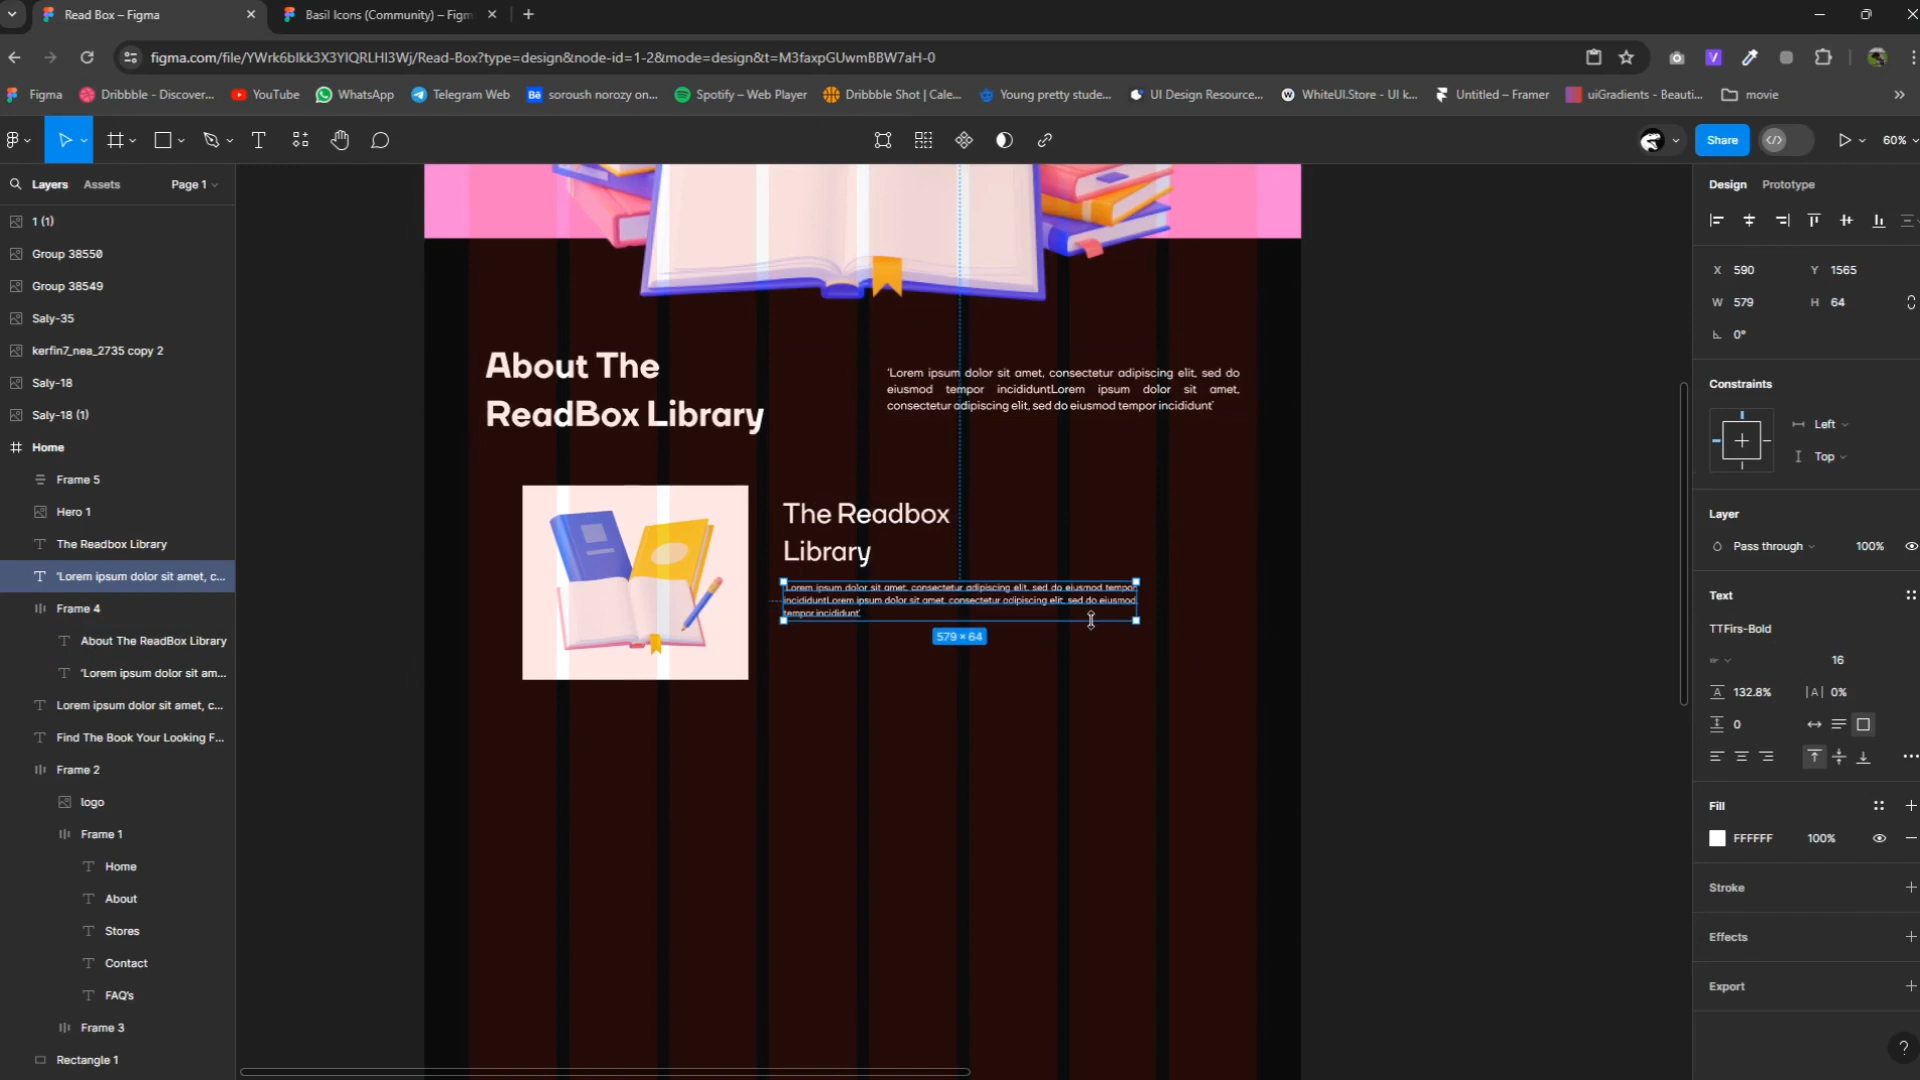 Read Box – Figma
Basil Icons (Community) – Figm
figma.com/file/YWrk6blkk3X3YIQRLHI3Wj/Read-Box?type=design&node-id=1-2&mode=design&t=M3faxpGUwmBBW7aH-0
Figma
Dribbble - Discover...
YouTube
WhatsApp
Telegram Web
soroush norozy on...
Spotify – Web Player
Dribbble Shot | Cale...
Young pretty stude...
UI Design Resource...
WhiteUI.Store - UI k...
Untitled – Framer
uiGradients - Beauti...
movie
Share
60%
Layers
Assets
Page 1
1 (1)
Group 38550
Group 38549
Saly-35
kerfin7_nea_2735 copy 2
Saly-18
Saly-18 (1)
Home
Frame 5
Hero 1
The Readbox Library
'Lorem ipsum dolor sit amet, c...
Frame 4
About The ReadBox Library
'Lorem ipsum dolor sit am...
Lorem ipsum dolor sit amet, c...
Find The Book Your Looking F...
Frame 2
logo
Frame 1
Home
About
Stores
Contact
FAQ's
Frame 3
Rectangle 1
About The
ReadBox Library
'Lorem ipsum dolor sit amet, consectetur adipiscing elit, sed do
eiusmod tempor incididuntLorem ipsum dolor sit amet,
consectetur adipiscing elit, sed do eiusmod tempor incididunt'
The Readbox
Library
'Lorem ipsum dolor sit amet, consectetur adipiscing elit, sed do eiusmod tempor
incididuntLorem ipsum dolor sit amet, consectetur adipiscing elit, sed do eiusmod
tempor incididunt'
579 × 64
Design
Prototype
X 590
Y 1565
W 579
H 64
0°
Constraints
Left
Top
Layer
Pass through
100%
Text
TTFirs-Bold
16
132.8%
0%
0
Fill
FFFFFF
100%
Stroke
Effects
Export
?